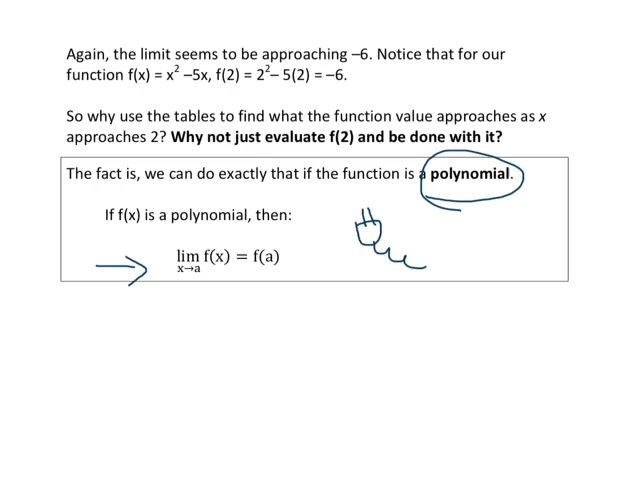 Again, the limit seems to be approaching –6. Notice that for our
function f(x) = x² –5x, f(2) = 2²– 5(2) = –6.
So why use the tables to find what the function value approaches as x
approaches 2? Why not just evaluate f(2) and be done with it?
The fact is, we can do exactly that if the function is a polynomial.
If f(x) is a polynomial, then:
lim f(x) = f(a)
x→a